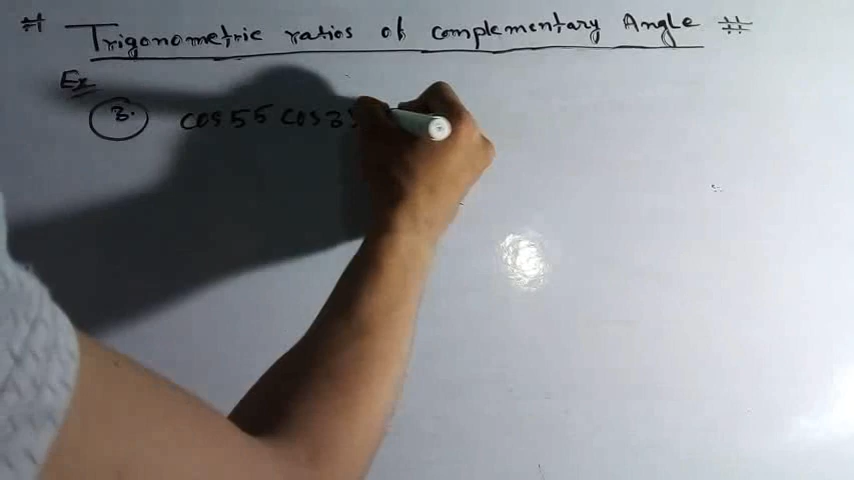 # Trigonometric ratios of complementary Angle #
Ex
3. cos 55 cos 3